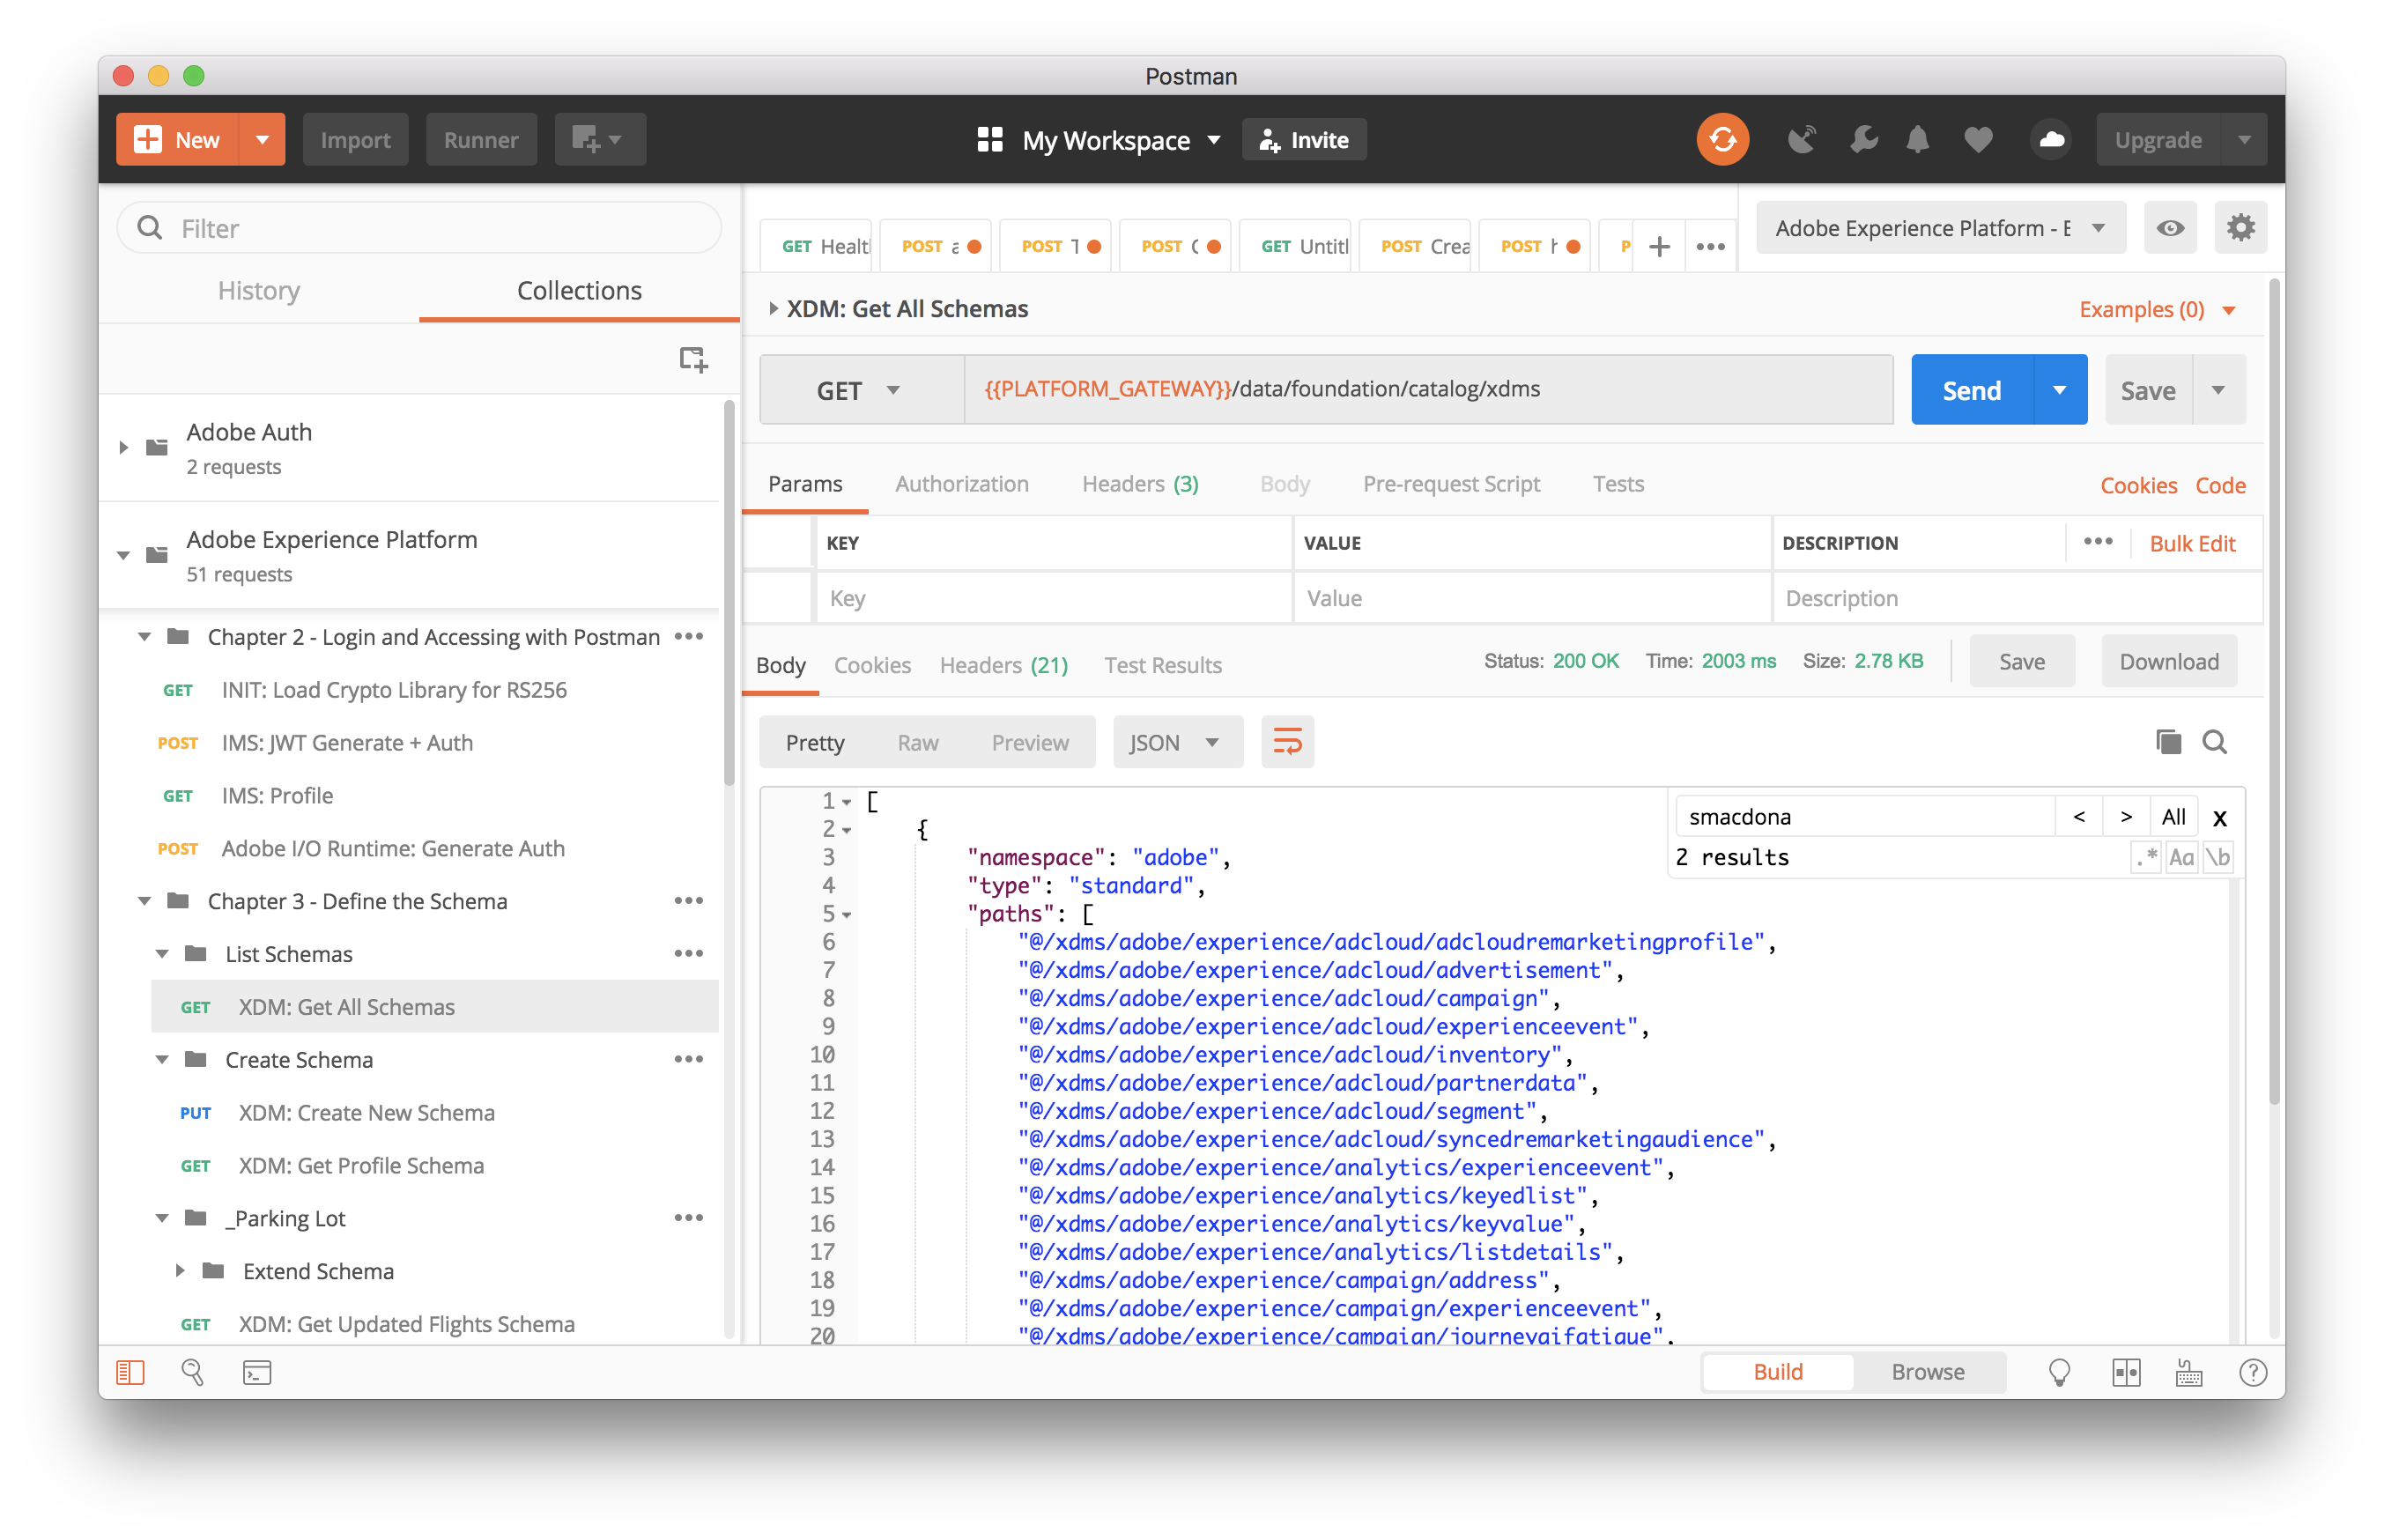 Postman
New
Import
Runner
My Workspace
Invite
Upgrade
Filter
History
Collections
Adobe Auth
2 requests
Adobe Experience Platform
51 requests
Chapter 2 - Login and Accessing with Postman
GET INIT: Load Crypto Library for RS256
POST IMS: JWT Generate + Auth
GET IMS: Profile
POST Adobe I/O Runtime: Generate Auth
Chapter 3 - Define the Schema
List Schemas
GET XDM: Get All Schemas
Create Schema
PUT XDM: Create New Schema
GET XDM: Get Profile Schema
_Parking Lot
Extend Schema
GET XDM: Get Updated Flights Schema
GET Healt
POST a
POST T
POST
GET Untitl
POST Crea
POST h
P
Adobe Experience Platform - E
XDM: Get All Schemas
Examples (0)
GET
{{PLATFORM_GATEWAY}}/data/foundation/catalog/xdms
Send
Save
Params Authorization Headers (3) Body Pre-request Script Tests
Cookies Code
KEY VALUE DESCRIPTION
Bulk Edit
Key Value Description
Body Cookies Headers (21) Test Results
Status: 200 OK Time: 2003 ms Size: 2.78 KB
Save
Download
Pretty Raw Preview JSON
smacdona < > All x
2 results .* Aa \b
1 [
2 {
3 "namespace": "adobe",
4 "type": "standard",
5 "paths": [
6 "@/xdms/adobe/experience/adcloud/adcloudremarketingprofile",
7 "@/xdms/adobe/experience/adcloud/advertisement",
8 "@/xdms/adobe/experience/adcloud/campaign",
9 "@/xdms/adobe/experience/adcloud/experienceevent",
10 "@/xdms/adobe/experience/adcloud/inventory",
11 "@/xdms/adobe/experience/adcloud/partnerdata",
12 "@/xdms/adobe/experience/adcloud/segment",
13 "@/xdms/adobe/experience/adcloud/syncedremarketingaudience",
14 "@/xdms/adobe/experience/analytics/experienceevent",
15 "@/xdms/adobe/experience/analytics/keyedlist",
16 "@/xdms/adobe/experience/analytics/keyvalue",
17 "@/xdms/adobe/experience/analytics/listdetails",
18 "@/xdms/adobe/experience/campaign/address",
19 "@/xdms/adobe/experience/campaign/experienceevent",
20 "@/xdms/adobe/experience/campaign/journeyaifatigue",
Build
Browse